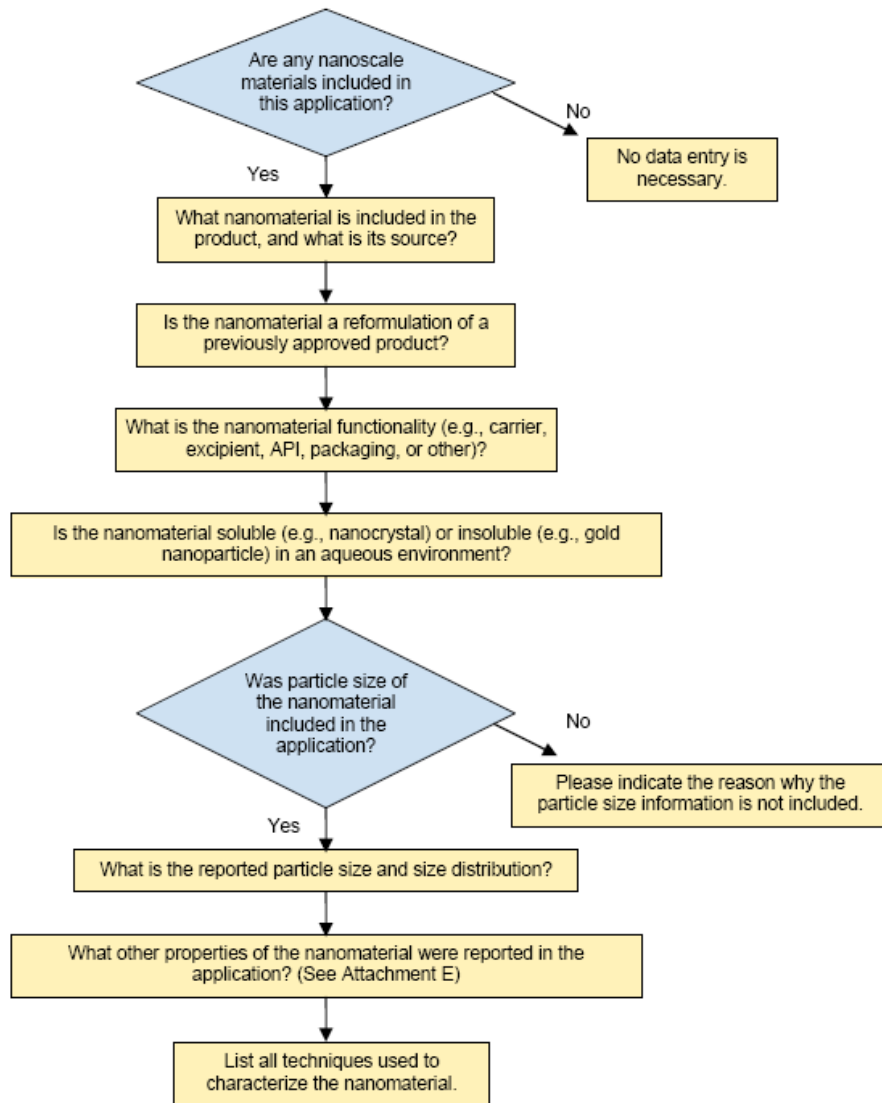 Are any nanoscale
materials included in
this application?
No
No data entry is
necessary.
Yes
What nanomaterial is included in the
product, and what is its source?
Is the nanomaterial a reformulation of a
previously approved product?
What is the nanomaterial functionality (e.g., carrier,
excipient, API, packaging, or other)?
Is the nanomaterial soluble (e.g., nanocrystal) or insoluble (e.g., gold
nanoparticle) in an aqueous environment?
Was particle size of
the nanomaterial
included in the
application?
No
Please indicate the reason why the
particle size information is not included.
Yes
What is the reported particle size and size distribution?
What other properties of the nanomaterial were reported in the
application? (See Attachment E)
List all techniques used to
characterize the nanomaterial.